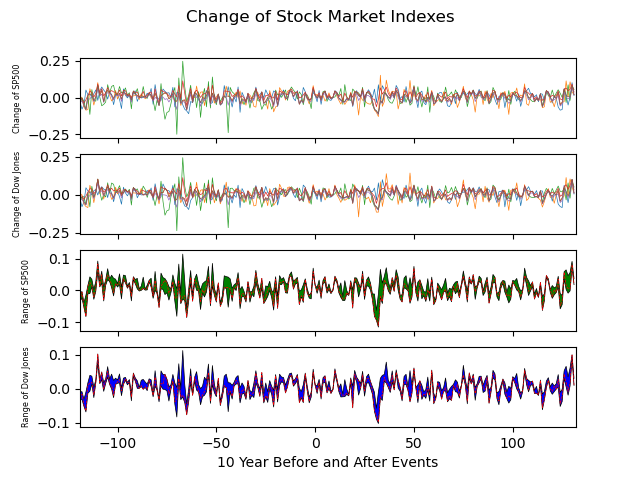 Change of Stock Market Indexes
Change of SP500
0.25
0.00
−0.25
Change of Dow Jones
0.25
0.00
−0.25
Range of SP500
0.1
0.0
−0.1
Range of Dow Jones
0.1
0.0
−0.1
−100 −50 0 50 100
10 Year Before and After Events